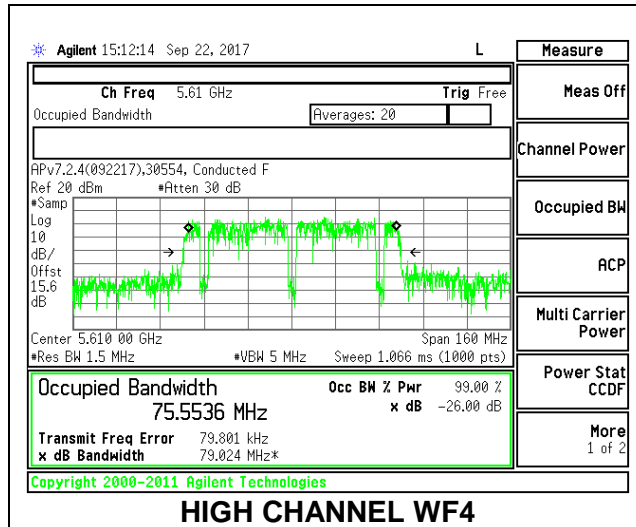 Agilent 15:12:14 Sep 22, 2017 L
Measure
Ch Freq 5.61 GHz Trig Free
Meas Off
Occupied Bandwidth Averages: 20
Channel Power
APv7.2.4(092217),30554, Conducted F
Ref 20 dBm #Atten 30 dB
#Samp
Log
10
dB/
Offst
15.6
dB
Occupied BW
ACP
Center 5.610 00 GHz Span 160 MHz
#Res BW 1.5 MHz #VBW 5 MHz Sweep 1.066 ms (1000 pts)
Multi Carrier
Power
Occupied Bandwidth Occ BW % Pwr 99.00 %
75.5536 MHz x dB -26.00 dB
Power Stat
CCDF
Transmit Freq Error 79.801 kHz
x dB Bandwidth 79.024 MHz*
More
1 of 2
Copyright 2000-2011 Agilent Technologies
HIGH CHANNEL WF4